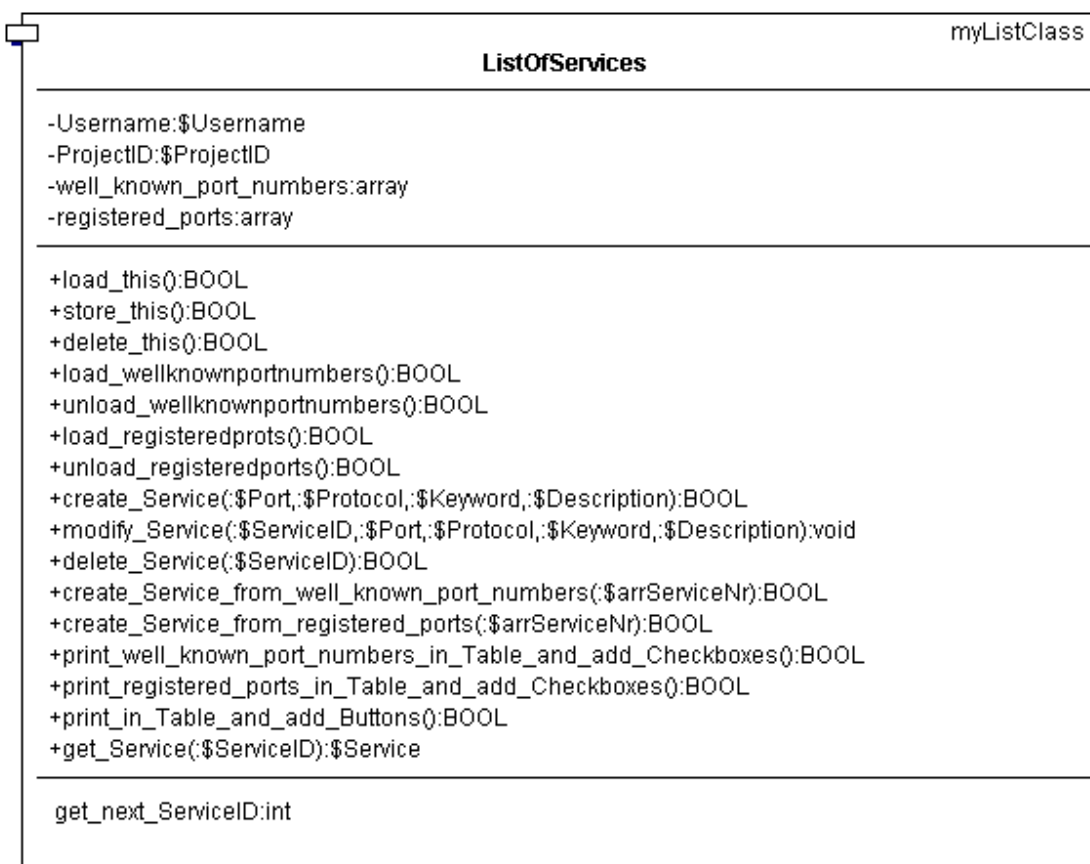 myListClass
ListOfServices
-Username:$Username
-ProjectID:$ProjectID
-well_known_port_numbers:array
-registered_ports:array
+load_this():BOOL
+store_this():BOOL
+delete_this():BOOL
+load_wellknownportnumbers():BOOL
+unload_wellknownportnumbers():BOOL
+load_registeredprots():BOOL
+unload_registeredports():BOOL
+create_Service(:$Port,:$Protocol,:$Keyword,:$Description):BOOL
+modify_Service(:$ServiceID,:$Port,:$Protocol,:$Keyword,:$Description):void
+delete_Service(:$ServiceID):BOOL
+create_Service_from_well_known_port_numbers(:$arrServiceNr):BOOL
+create_Service_from_registered_ports(:$arrServiceNr):BOOL
+print_well_known_port_numbers_in_Table_and_add_Checkboxes():BOOL
+print_registered_ports_in_Table_and_add_Checkboxes():BOOL
+print_in_Table_and_add_Buttons():BOOL
+get_Service(:$ServiceID):$Service
get_next_ServiceID:int